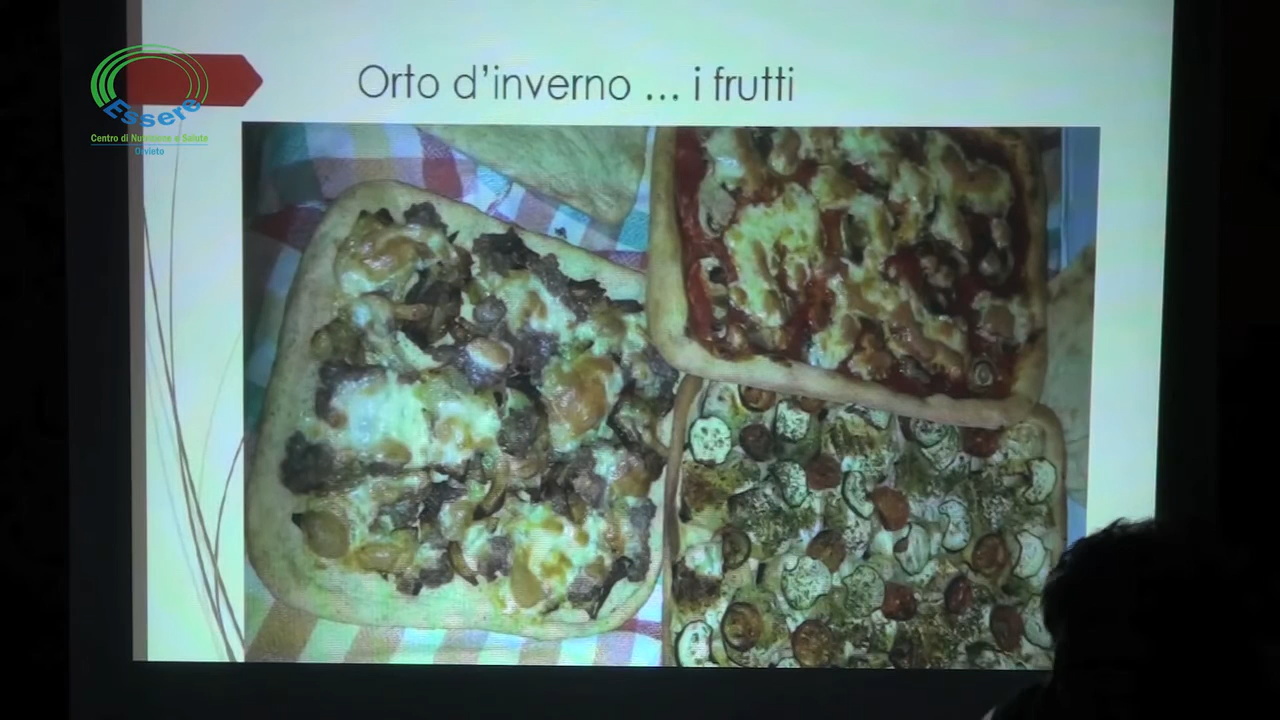 Orto d'inverno ... i frutti
Essere
Centro di Nutrizione e Salute
Orvieto